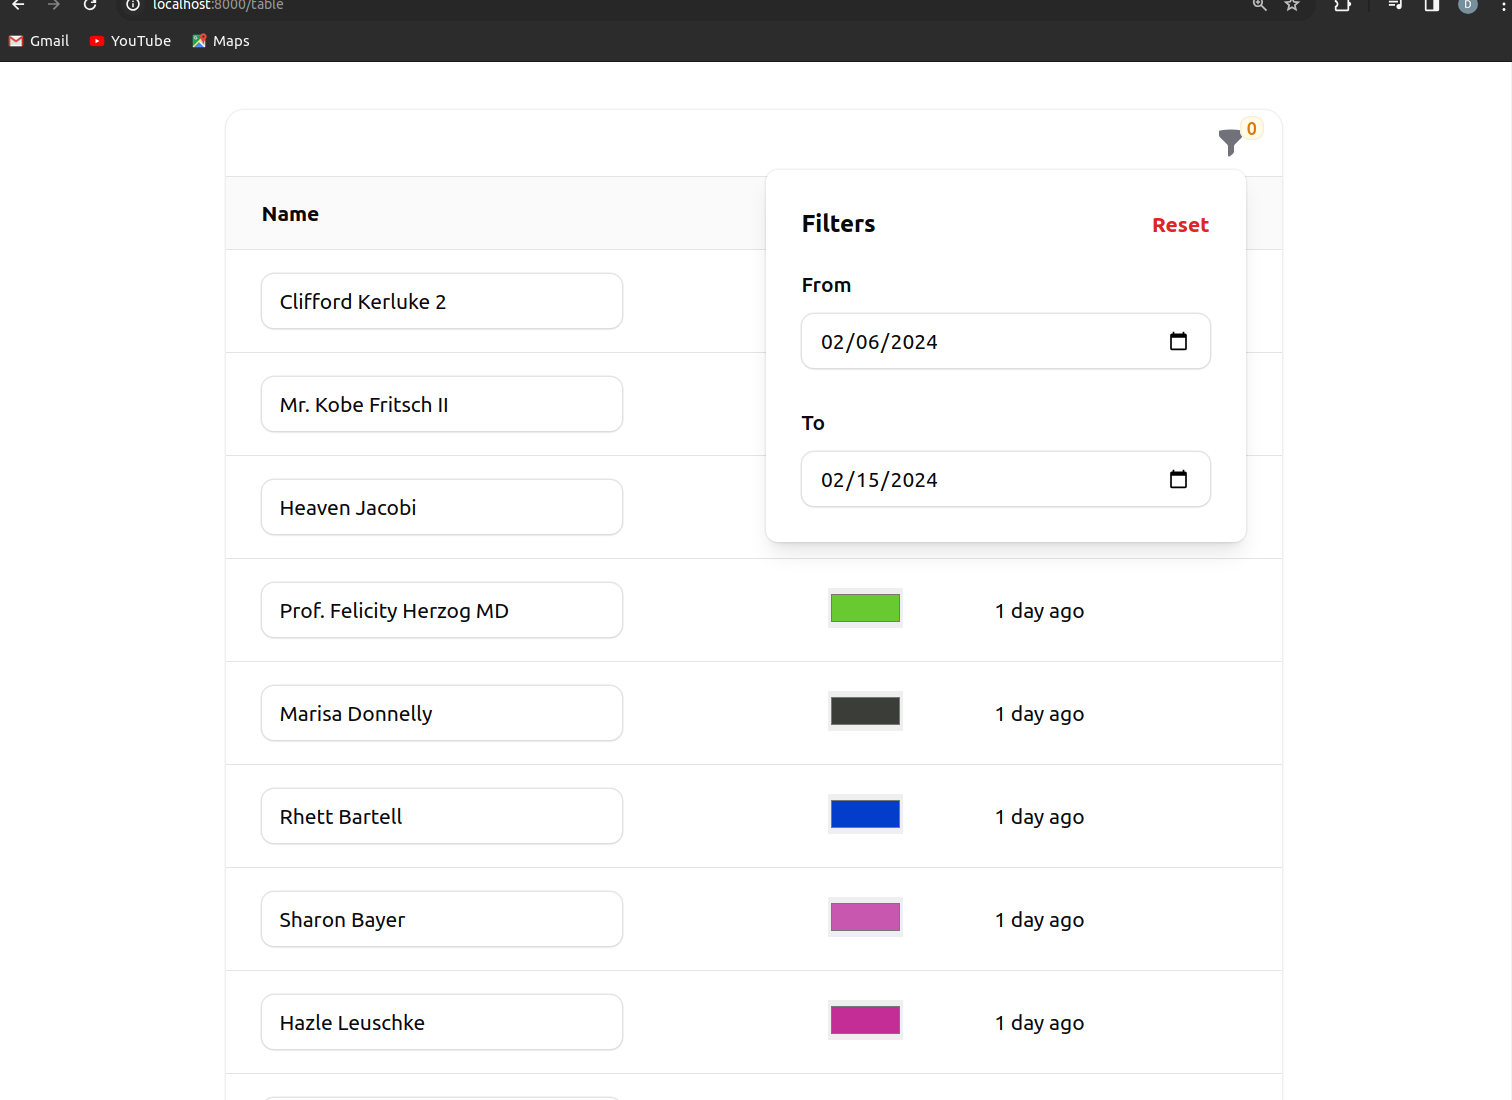 localhost:8000/table
D
Gmail YouTube Maps
0
Name
Filters Reset
From
02/06/2024
To
02/15/2024
Clifford Kerluke 2
Mr. Kobe Fritsch II
Heaven Jacobi
Prof. Felicity Herzog MD 1 day ago
Marisa Donnelly 1 day ago
Rhett Bartell 1 day ago
Sharon Bayer 1 day ago
Hazle Leuschke 1 day ago